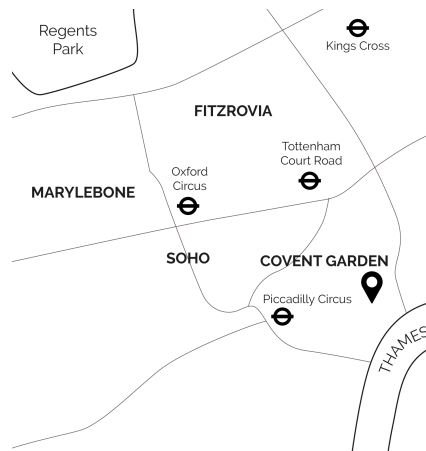 Regents
Park
Kings Cross
FITZROVIA
Tottenham
Court Road
Oxford
Circus
MARYLEBONE
SOHO
COVENT GARDEN
Piccadilly Circus
THAMES